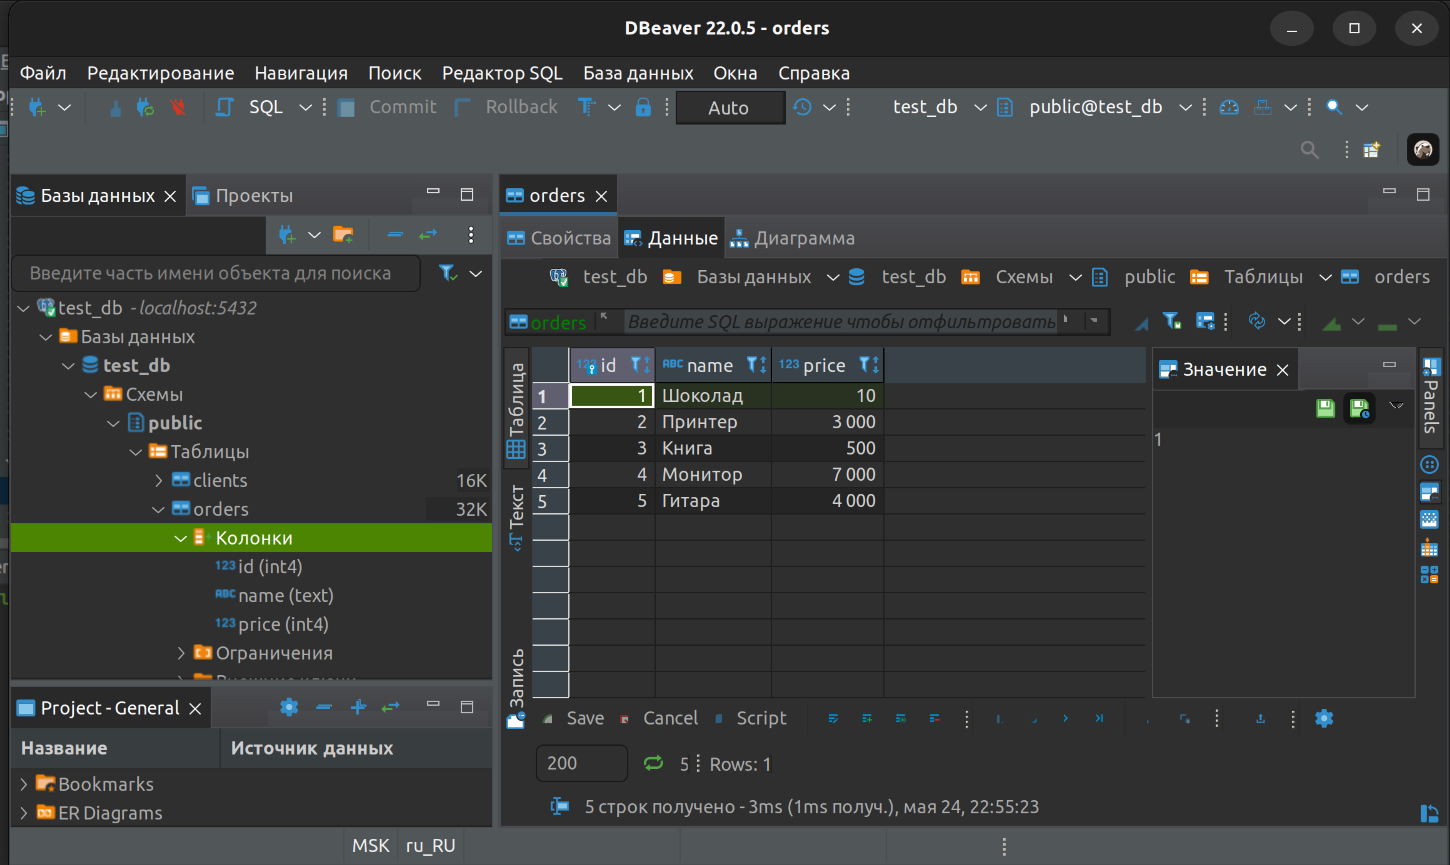 DBeaver 22.0.5 - orders
Файл Редактирование Навигация Поиск Редактор SQL База данных Окна Справка
SQL Commit Rollback Auto test_db public@test_db
Базы данных Проекты
Введите часть имени объекта для поиска
test_db - localhost:5432
Базы данных
test_db
Схемы
public
Таблицы
clients 16K
orders 32K
Колонки
123 id (int4)
ABC name (text)
123 price (int4)
Ограничения
Project - General
Название Источник данных
Bookmarks
ER Diagrams
orders
Свойства Данные Диаграмма
test_db Базы данных test_db Схемы public Таблицы orders
orders Введите SQL выражение чтобы отфильтровать
Таблица
Текст
Запись
123 id ABC name 123 price
1 1 Шоколад 10
2 2 Принтер 3 000
3 3 Книга 500
4 4 Монитор 7 000
5 5 Гитара 4 000
Значение
1
Panels
Save Cancel Script
200 5 Rows: 1
5 строк получено - 3ms (1ms получ.), мая 24, 22:55:23
MSK ru_RU